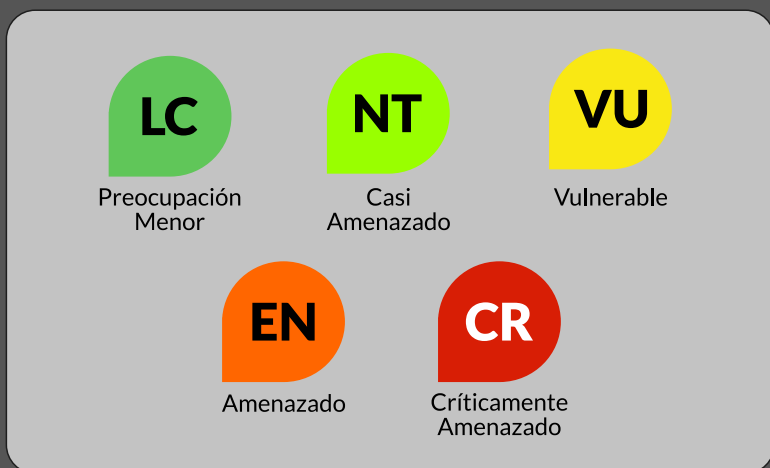 LC
NT
VU
Preocupación
Menor
Casi
Amenazado
Vulnerable
EN
CR
Amenazado
Críticamente
Amenazado